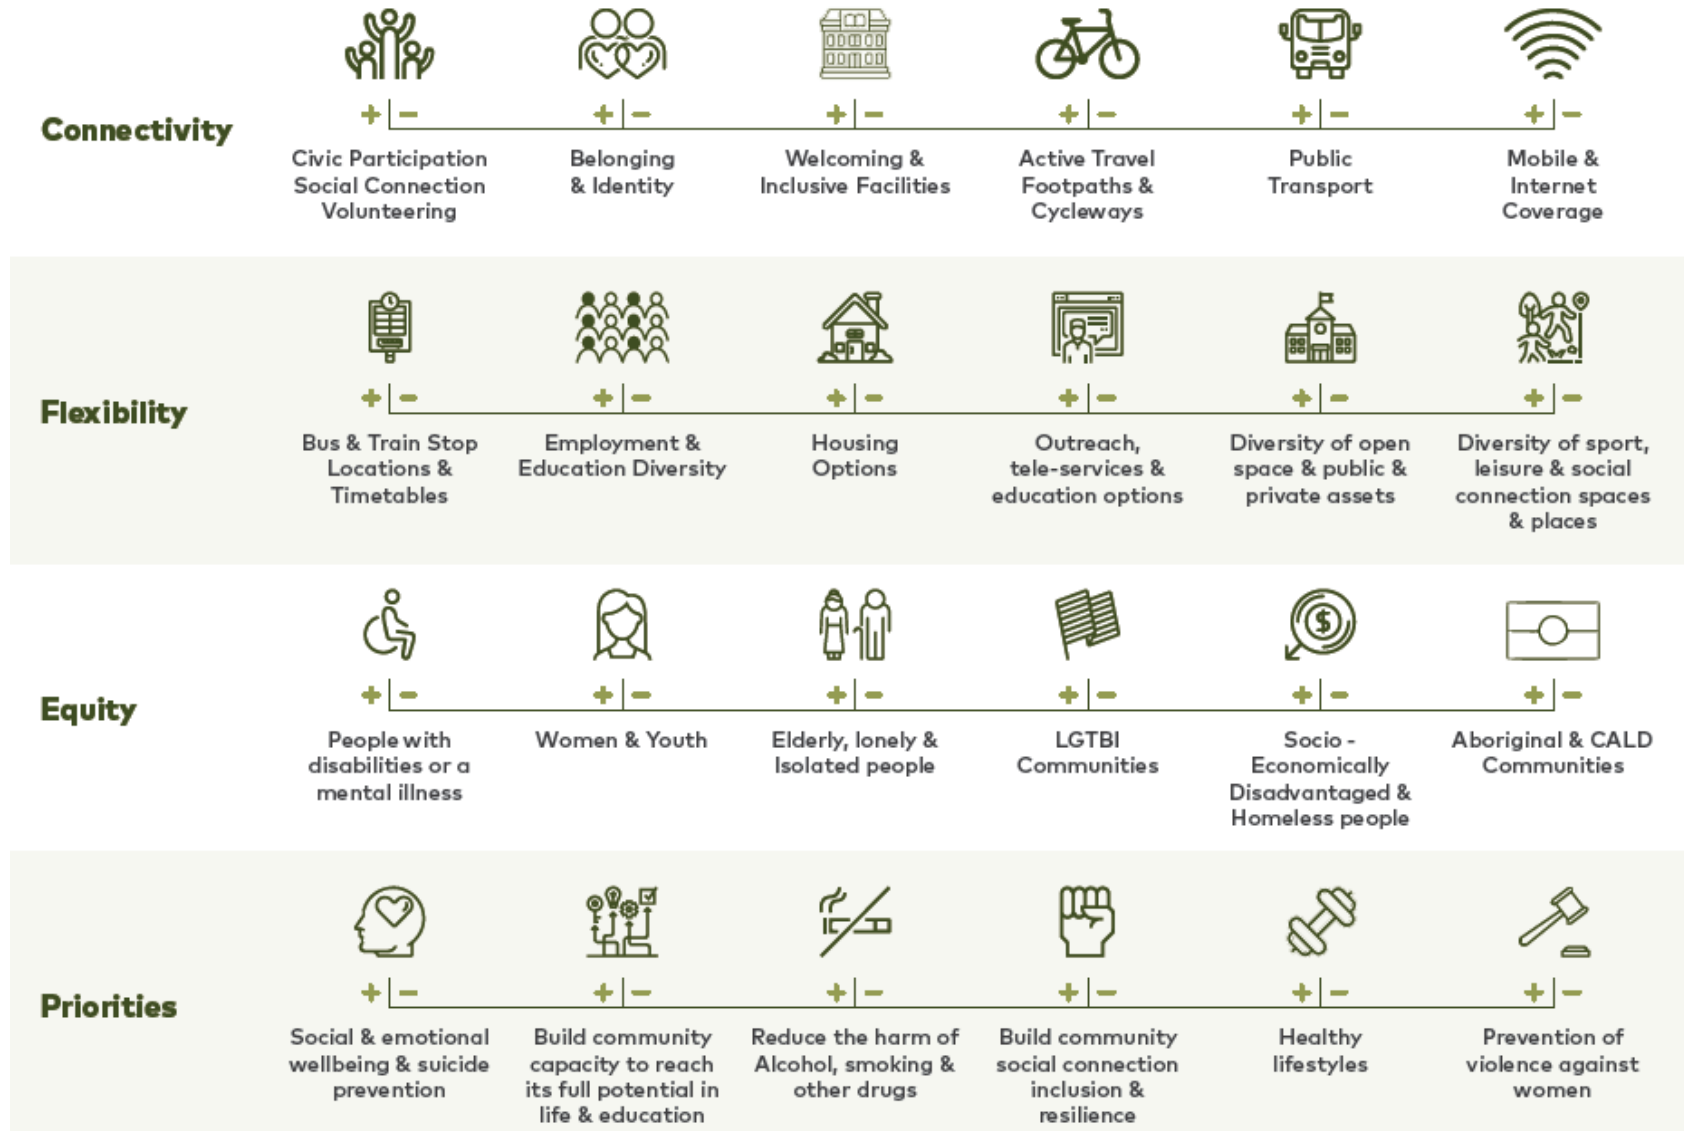 Connectivity
+ − + − + − + − + − + −
Civic Participation
Social Connection
Volunteering
Belonging
& Identity
Welcoming &
Inclusive Facilities
Active Travel
Footpaths &
Cycleways
Public
Transport
Mobile &
Internet
Coverage
Flexibility
+ − + − + − + − + − + −
Bus & Train Stop
Locations &
Timetables
Employment &
Education Diversity
Housing
Options
Outreach,
tele-services &
education options
Diversity of open
space & public &
private assets
Diversity of sport,
leisure & social
connection spaces
& places
$
Equity
+ − + − + − + − + − + −
People with
disabilities or a
mental illness
Women & Youth
Elderly, lonely &
Isolated people
LGTBI
Communities
Socio -
Economically
Disadvantaged &
Homeless people
Aboriginal & CALD
Communities
Priorities
+ − + − + − + − + − + −
Social & emotional
wellbeing & suicide
prevention
Build community
capacity to reach
its full potential in
life & education
Reduce the harm of
Alcohol, smoking &
other drugs
Build community
social connection
inclusion &
resilience
Healthy
lifestyles
Prevention of
violence against
women